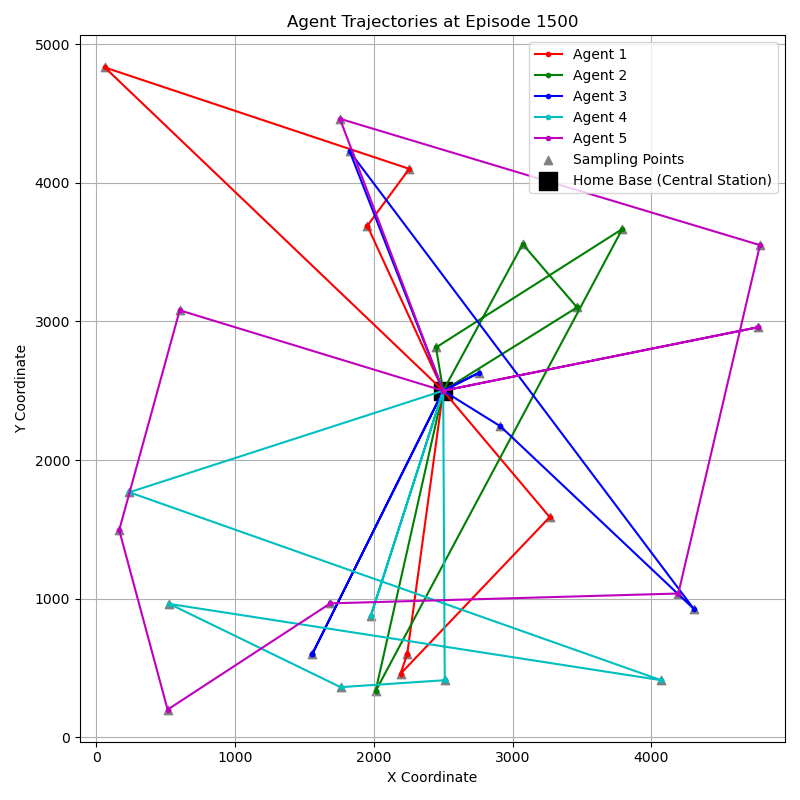 Agent Trajectories at Episode 1500
Agent 1
Agent 2
Agent 3
Agent 4
Agent 5
Sampling Points
Home Base (Central Station)
Y Coordinate
5000
4000
3000
2000
1000
0
0 1000 2000 3000 4000
X Coordinate